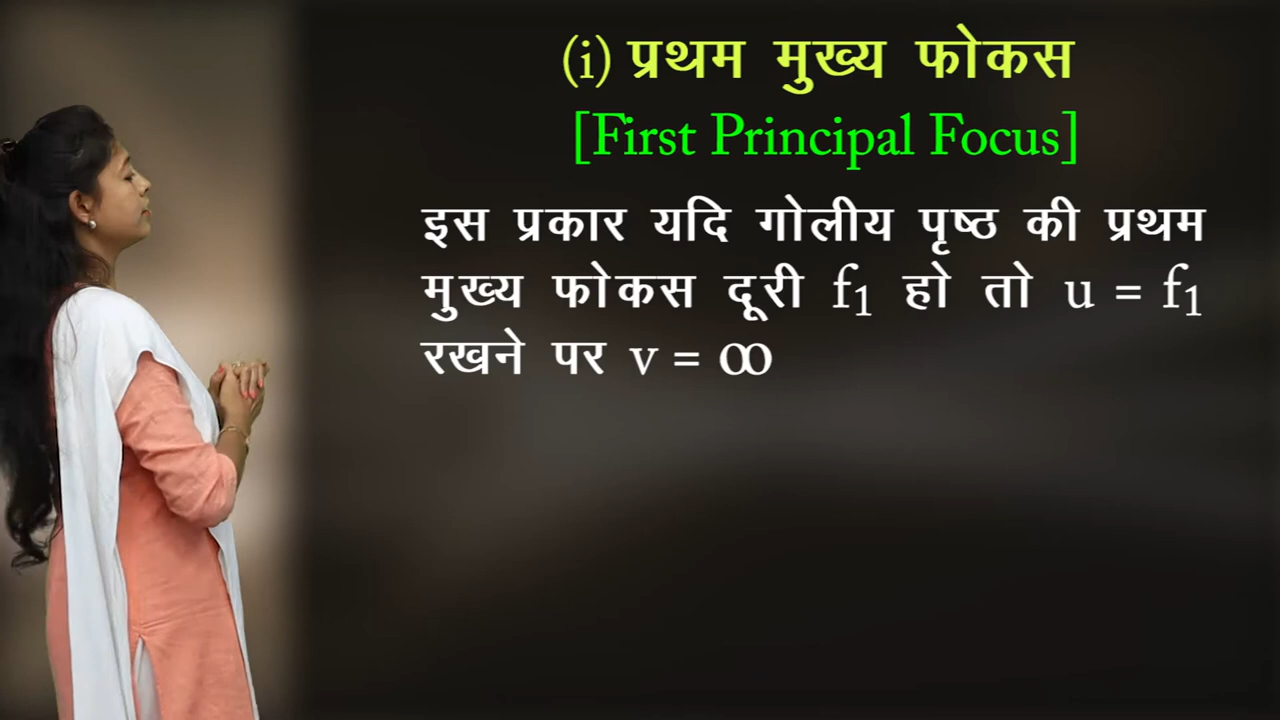 (i) प्रथम मुख्य फोकस
[First Principal Focus]
इस प्रकार यदि गोलीय पृष्ठ की प्रथम
मुख्य फोकस दूरी f₁ हो तो u = f₁
रखने पर v = ∞